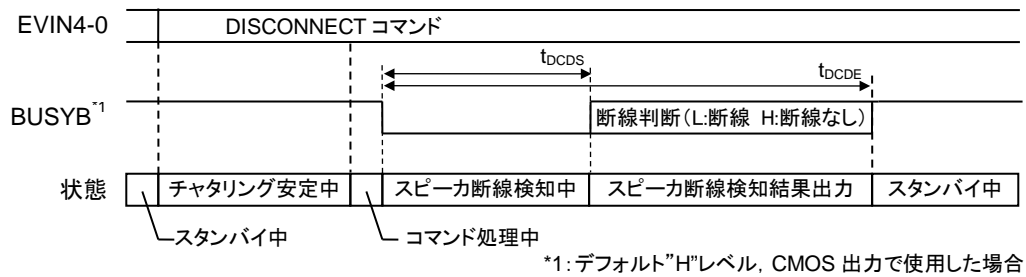 EVIN4-0 DISCONNECT コマンド
tDCDS
tDCDE
BUSYB*1 断線判断(L:断線 H:断線なし)
状態 チャタリング安定中 スピーカ断線検知中 スピーカ断線検知結果出力 スタンバイ中
スタンバイ中 コマンド処理中
*1:デフォルト"H"レベル, CMOS 出力で使用した場合